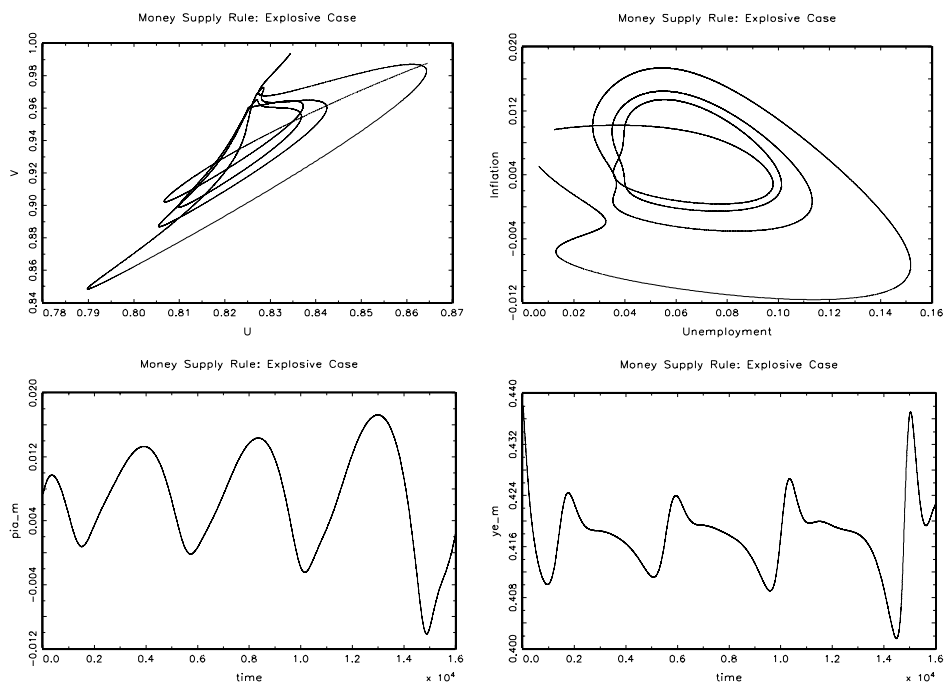 Money Supply Rule: Explosive Case
V
1.00
0.98
0.96
0.94
0.92
0.90
0.88
0.86
0.84
0.78 0.79 0.80 0.81 0.82 0.83 0.84 0.85 0.86 0.87
U
Money Supply Rule: Explosive Case
Inflation
0.020
0.012
0.004
−0.004
−0.012
0.00 0.02 0.04 0.06 0.08 0.10 0.12 0.14 0.16
Unemployment
Money Supply Rule: Explosive Case
pia_m
0.020
0.012
0.004
−0.004
−0.012
0.0 0.2 0.4 0.6 0.8 1.0 1.2 1.4 1.6
time
x 10⁴
Money Supply Rule: Explosive Case
ye_m
0.440
0.432
0.424
0.416
0.408
0.400
0.0 0.2 0.4 0.6 0.8 1.0 1.2 1.4 1.6
time
x 10⁴